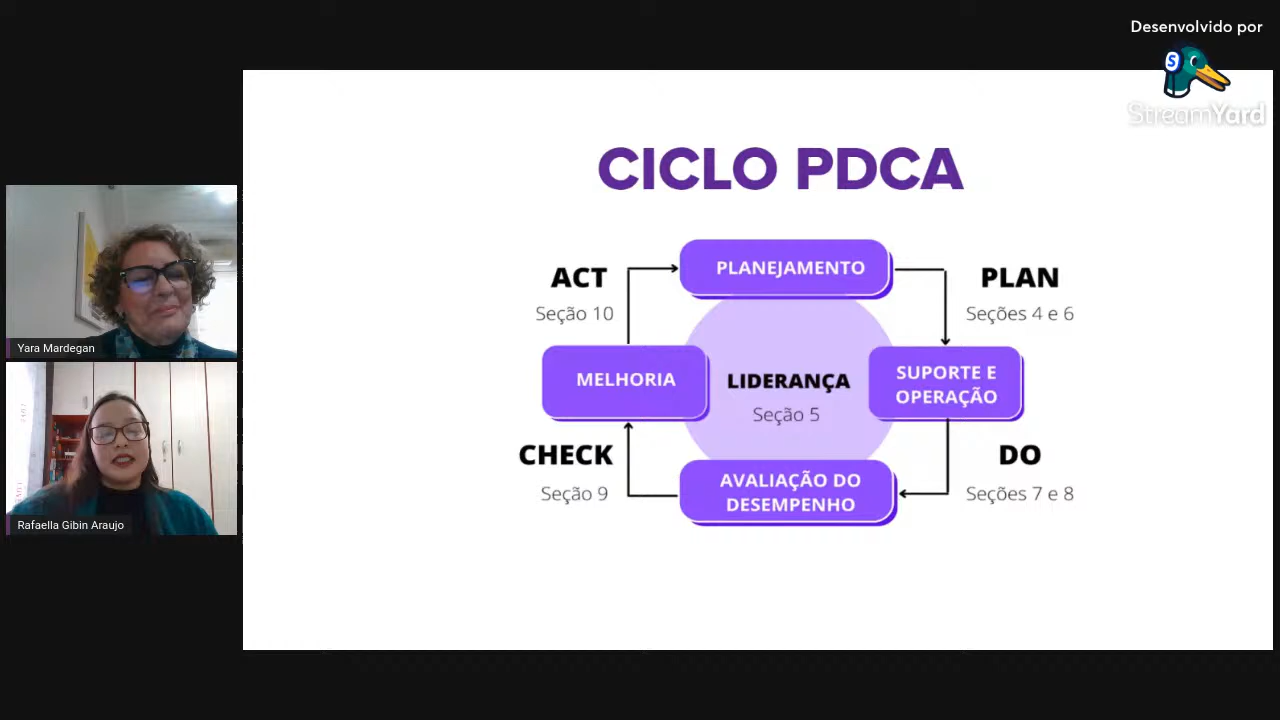 Desenvolvido por
S
StreamYard
CICLO PDCA
ACT
Seção 10
PLANEJAMENTO
PLAN
Seções 4 e 6
MELHORIA
LIDERANÇA
Seção 5
SUPORTE E
OPERAÇÃO
CHECK
Seção 9
AVALIAÇÃO DO
DESEMPENHO
DO
Seções 7 e 8
Yara Mardegan
Rafaella Gibin Araujo